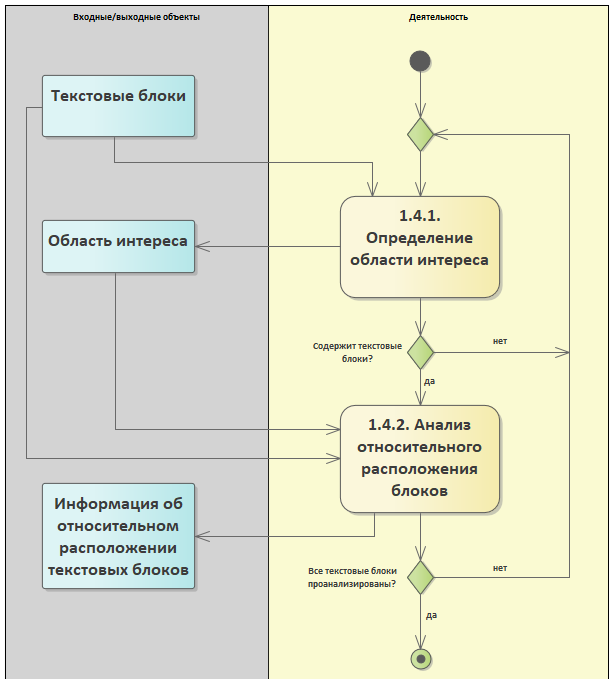 Входные/выходные объекты
Деятельность
Текстовые блоки
1.4.1.
Определение
области интереса
Область интереса
Содержит текстовые
блоки?
нет
да
1.4.2. Анализ
относительного
расположения
блоков
Информация об
относительном
расположении
текстовых блоков
Все текстовые блоки
проанализированы?
нет
да